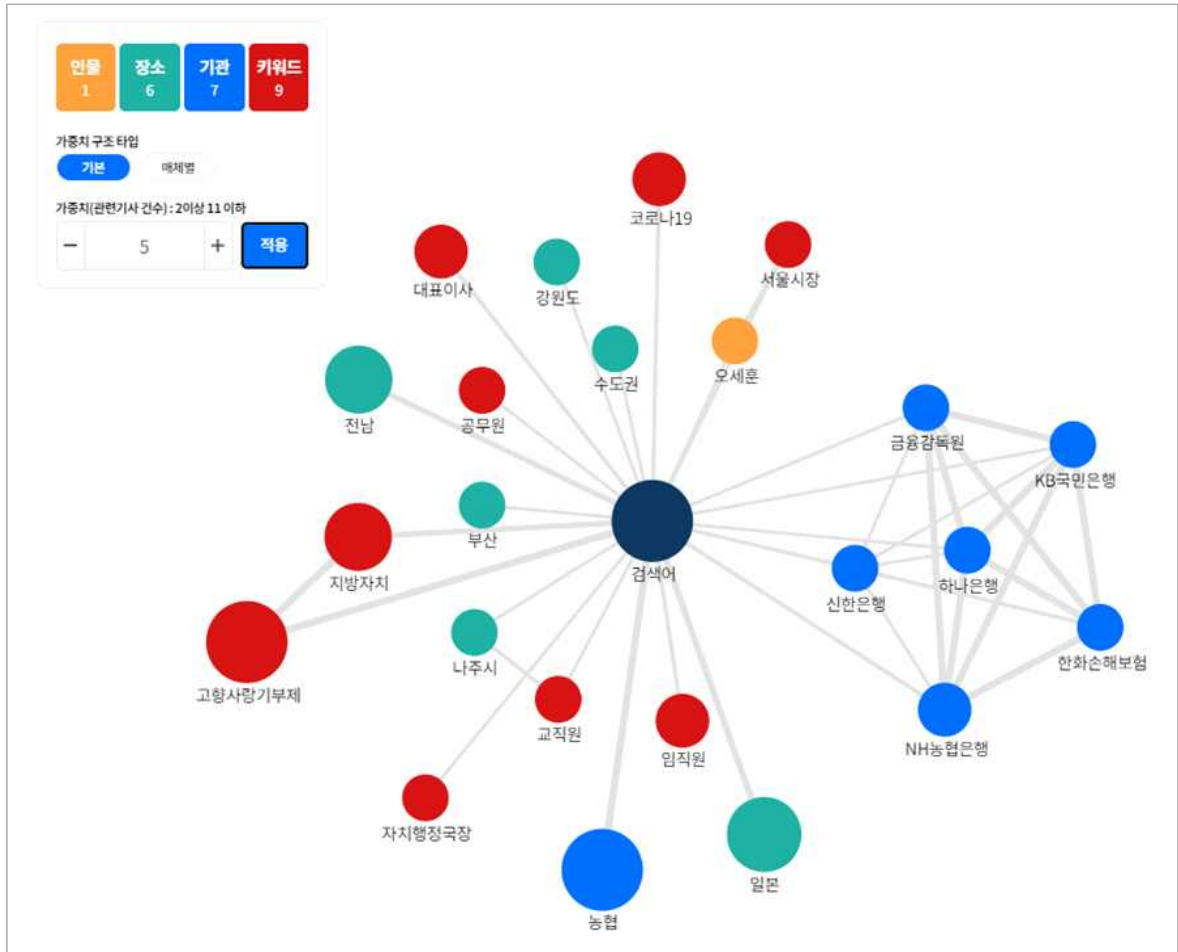 인물 장소 기관 키워드
1 6 7 9
가중치 구조 타입
기본 매체별
가중치(관련기사 건수) : 2이상 11 이하
− 5 + 적용
코로나19
서울시장
대표이사
강원도
오세훈
수도권
전남
공무원
금융감독원
KB국민은행
부산
지방자치
검색어
하나은행
신한은행
나주시
한화손해보험
고향사랑기부제
교직원
임직원
NH농협은행
자치행정국장
일본
농협